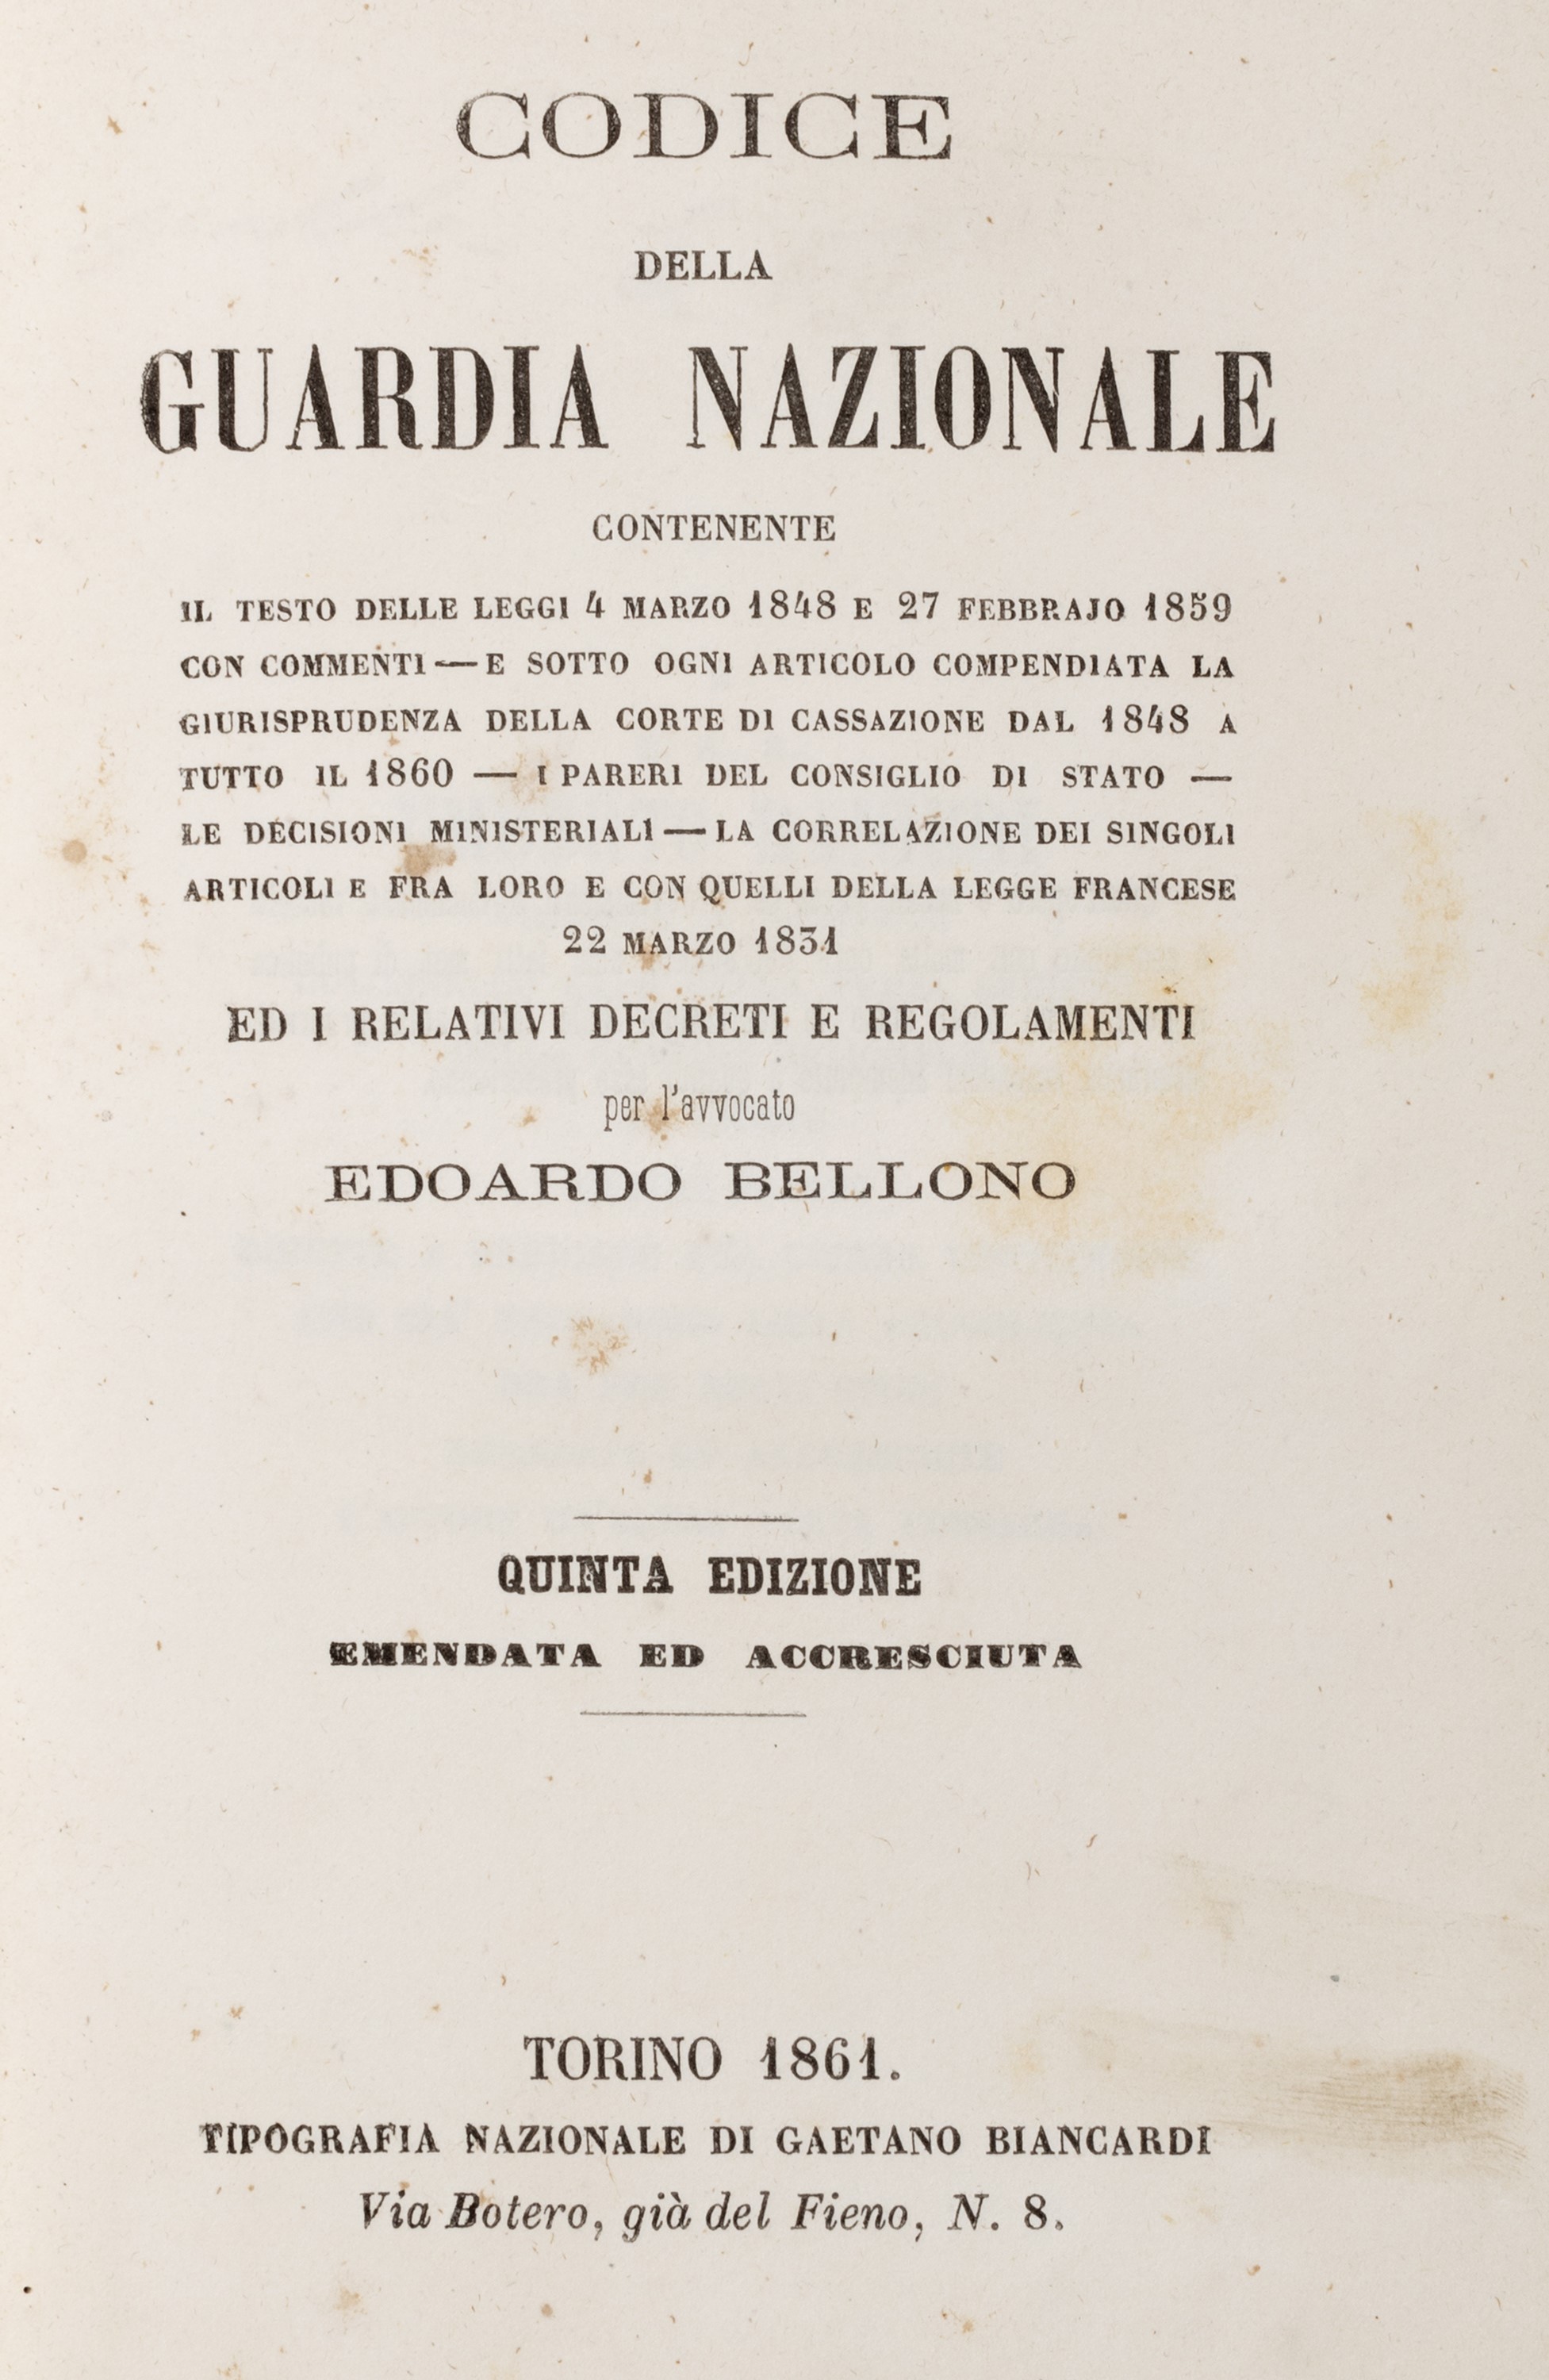 CODICE
DELLA
GUARDIA NAZIONALE
CONTENENTE
IL TESTO DELLE LEGGI 4 MARZO 1848 E 27 FEBBRAJO 1859
CON COMMENTI — E SOTTO OGNI ARTICOLO COMPENDIATA LA
GIURISPRUDENZA DELLA CORTE DI CASSAZIONE DAL 1848 A
TUTTO IL 1860 — I PARERI DEL CONSIGLIO DI STATO —
LE DECISIONI MINISTERIALI — LA CORRELAZIONE DEI SINGOLI
ARTICOLI E FRA LORO E CON QUELLI DELLA LEGGE FRANCESE
22 MARZO 1831
ED I RELATIVI DECRETI E REGOLAMENTI
per l'avvocato
EDOARDO BELLONO
QUINTA EDIZIONE
EMENDATA ED ACCRESCIUTA
TORINO 1861.
TIPOGRAFIA NAZIONALE DI GAETANO BIANCARDI
Via Botero, già del Fieno, N. 8.